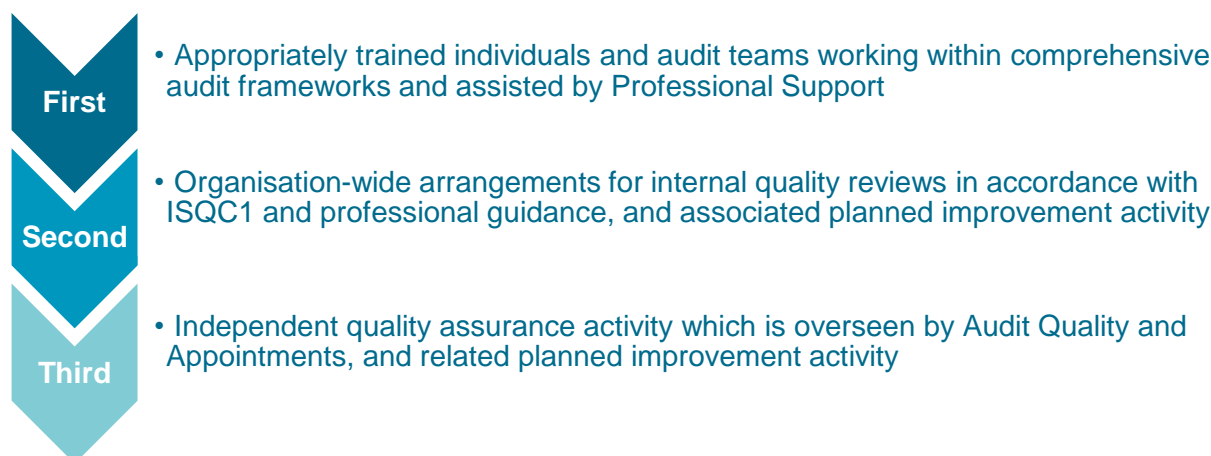 First
• Appropriately trained individuals and audit teams working within comprehensive
audit frameworks and assisted by Professional Support
Second
• Organisation-wide arrangements for internal quality reviews in accordance with
ISQC1 and professional guidance, and associated planned improvement activity
Third
• Independent quality assurance activity which is overseen by Audit Quality and
Appointments, and related planned improvement activity